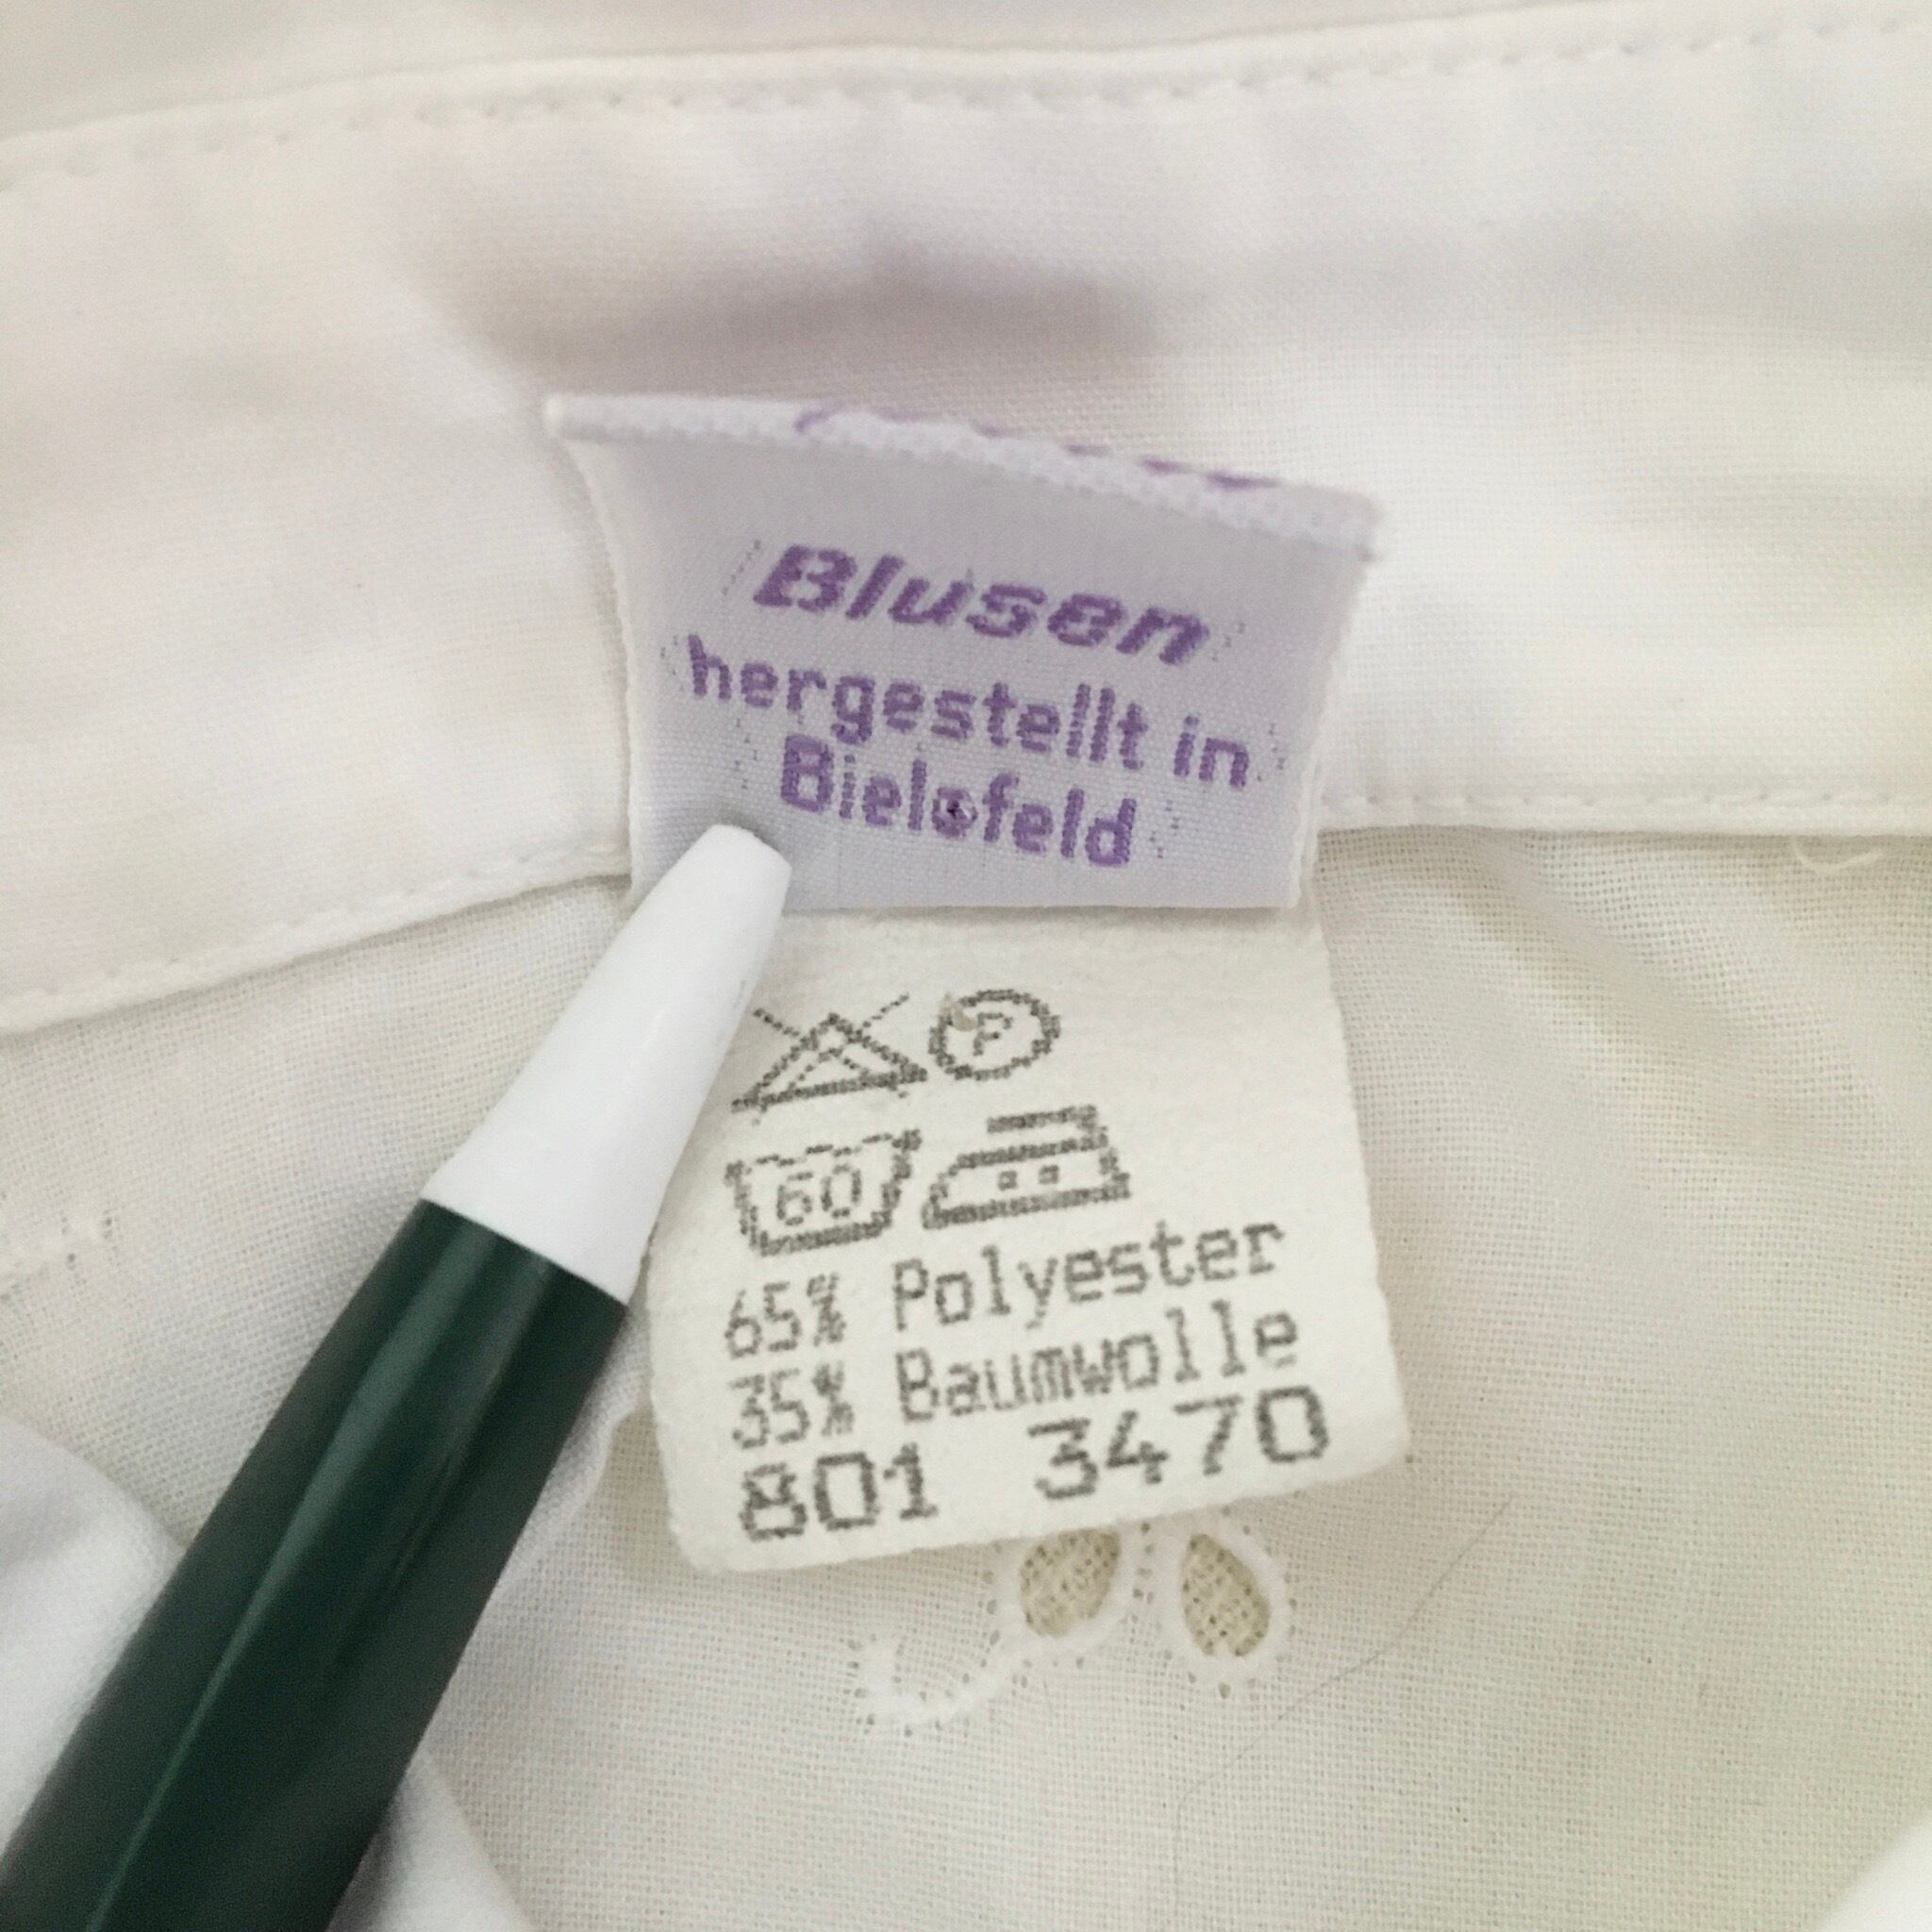 Blusen
hergestellt in
Bielefeld
P
60
65% Polyester
35% Baumwolle
801 3470